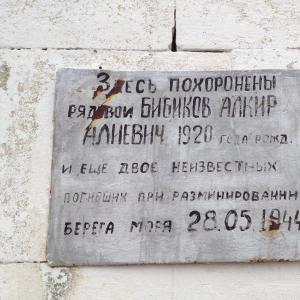 Здесь похоронены
рядовой БИБИКОВ АЛКИР
АЛИЕВИЧ 1920 года рожд.
и еще двое неизвестных
погибших при разминировании
берега моря 28.05.1944